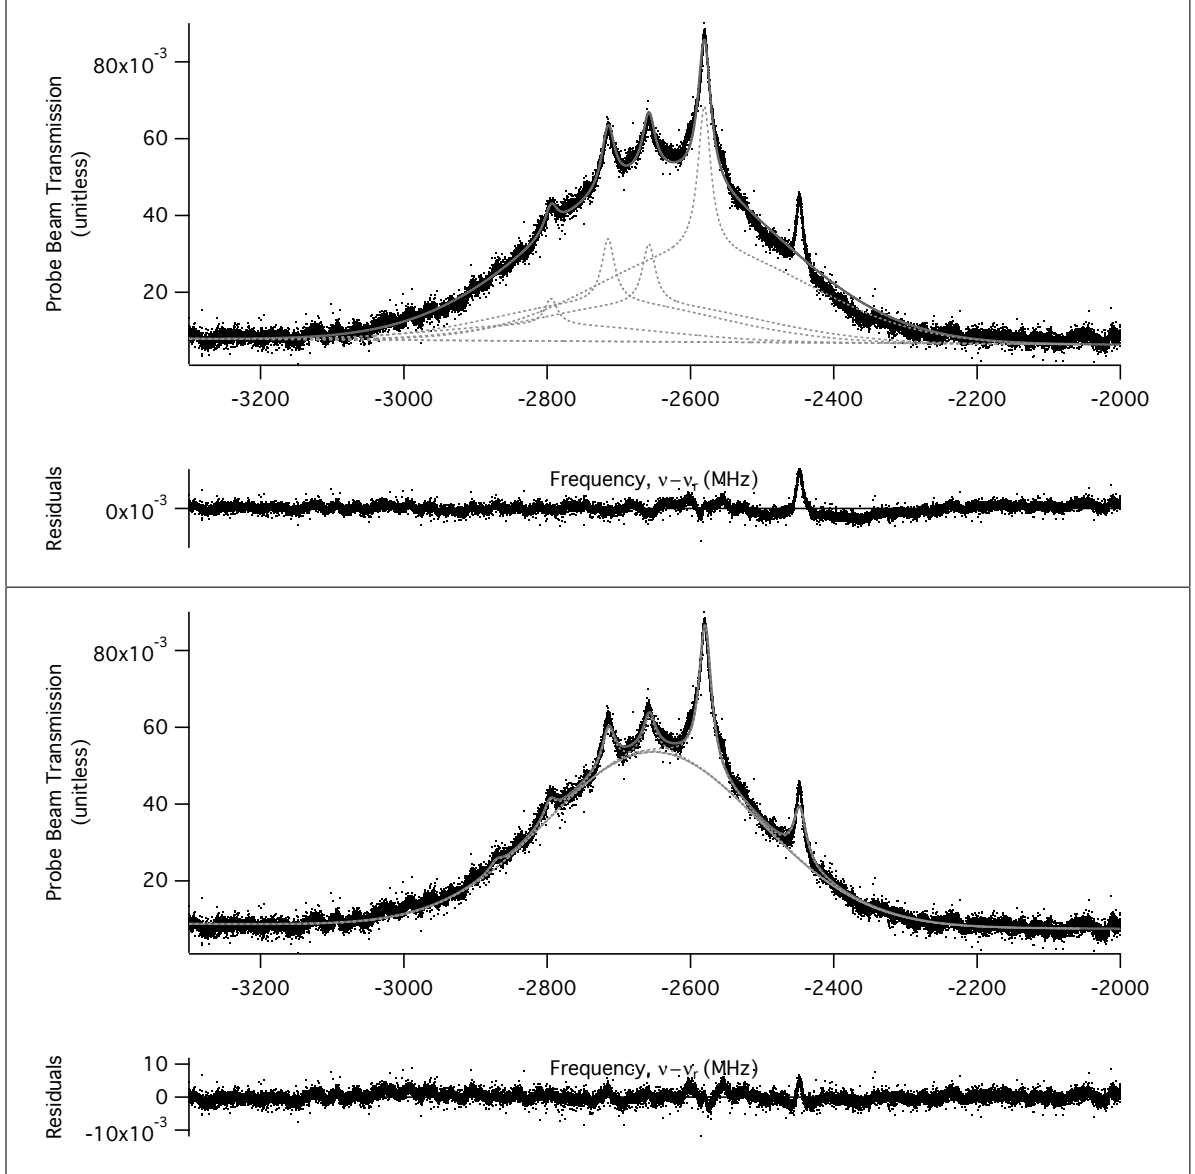 Probe Beam Transmission
(unitless)
80x10-3
60
40
20
-3200 -3000 -2800 -2600 -2400 -2200 -2000
Residuals
0x10-3
Frequency, ν–νr (MHz)
Probe Beam Transmission
(unitless)
80x10-3
60
40
20
-3200 -3000 -2800 -2600 -2400 -2200 -2000
Residuals
10
0
-10x10-3
Frequency, ν–νr (MHz)